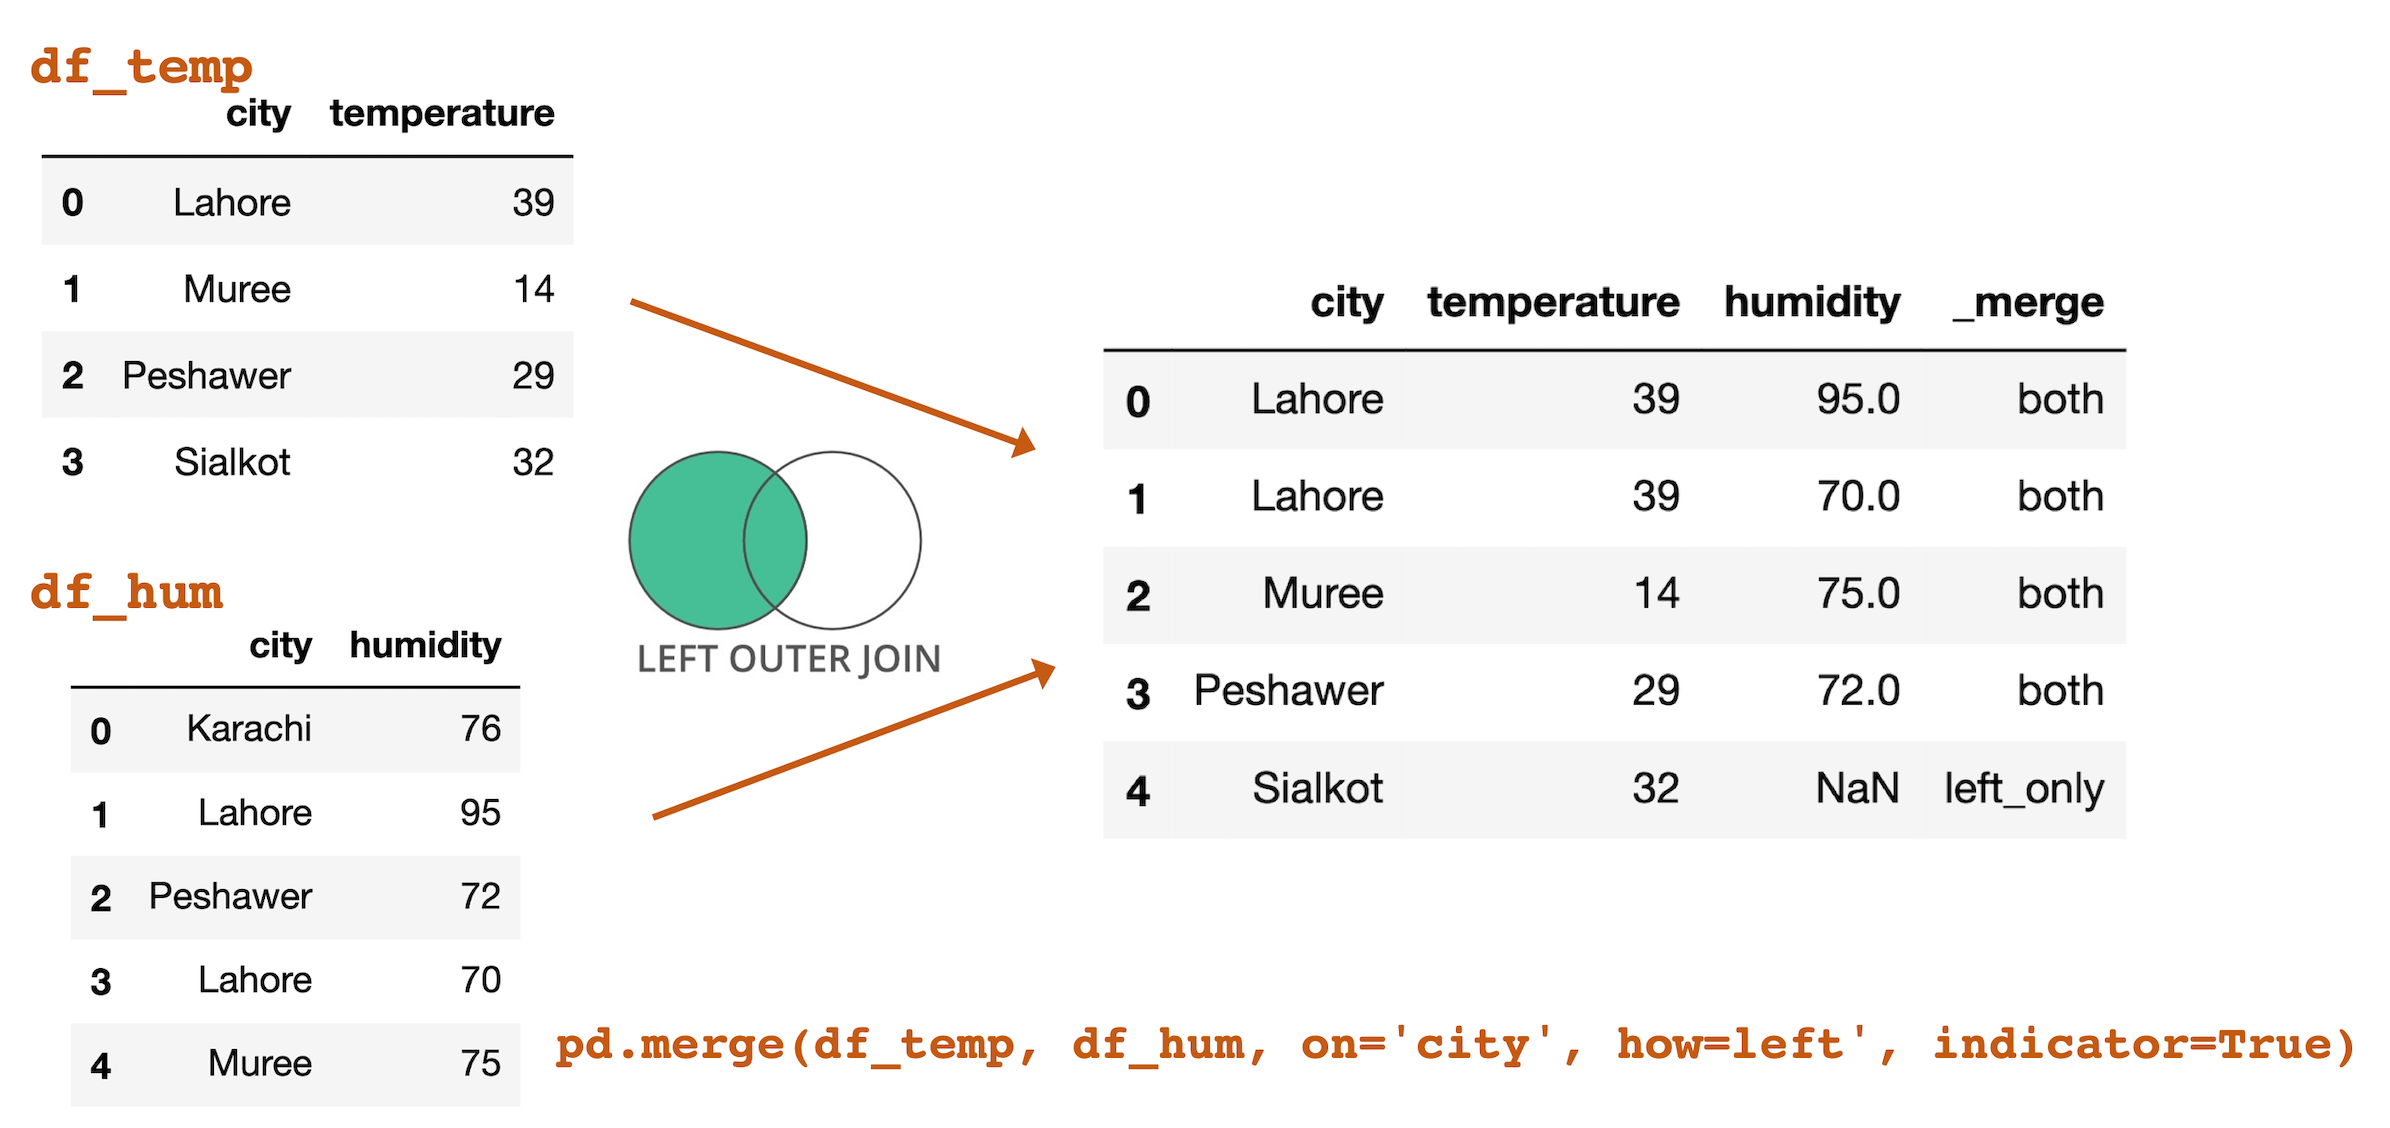 df_temp
city temperature
0 Lahore 39
1 Muree 14
2 Peshawer 29
3 Sialkot 32
df_hum
city humidity
0 Karachi 76
1 Lahore 95
2 Peshawer 72
3 Lahore 70
4 Muree 75
LEFT OUTER JOIN
city temperature humidity _merge
0 Lahore 39 95.0 both
1 Lahore 39 70.0 both
2 Muree 14 75.0 both
3 Peshawer 29 72.0 both
4 Sialkot 32 NaN left_only
pd.merge(df_temp, df_hum, on='city', how=left', indicator=True)